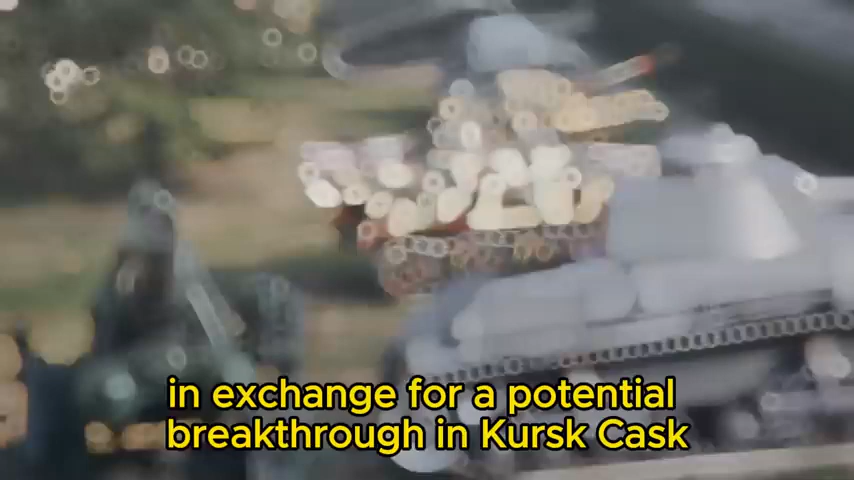 in exchange for a potential
breakthrough in Kursk Cask